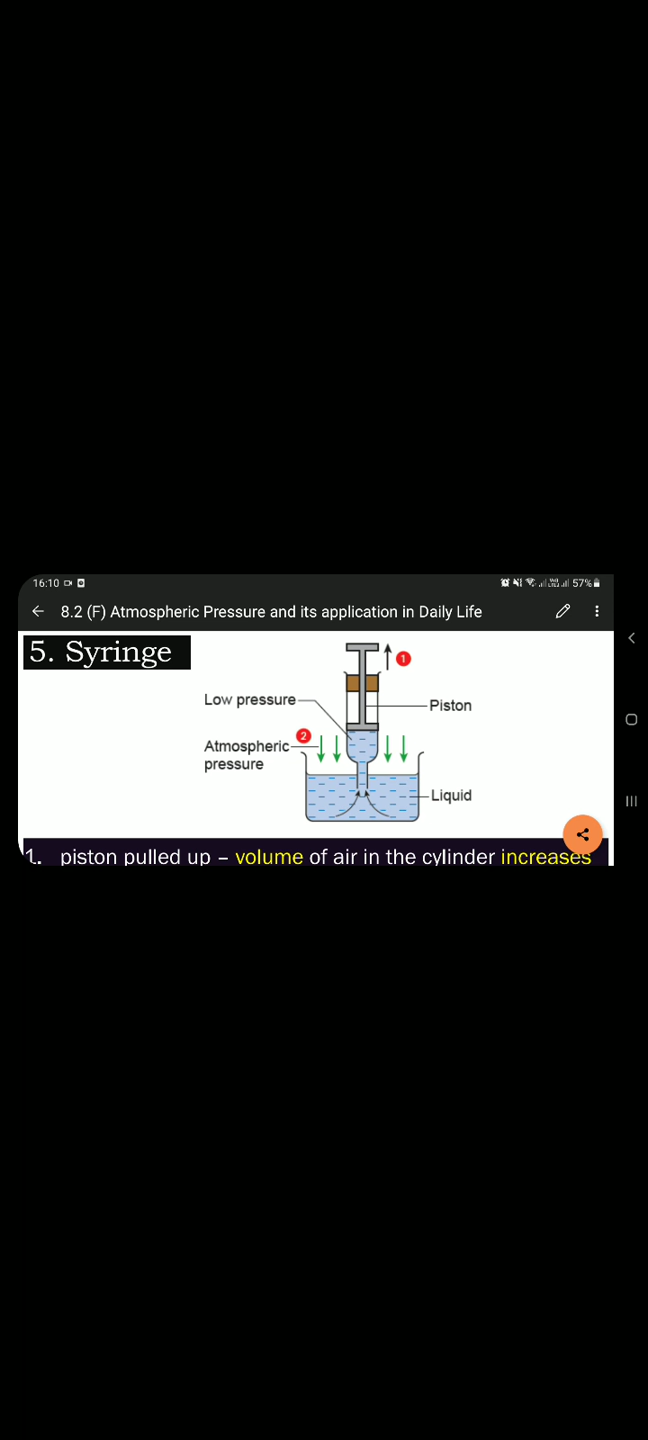 16:10
57%
8.2 (F) Atmospheric Pressure and its application in Daily Life
5. Syringe
1
Low pressure
Piston
2
Atmospheric
pressure
Liquid
1. piston pulled up – volume of air in the cylinder increases